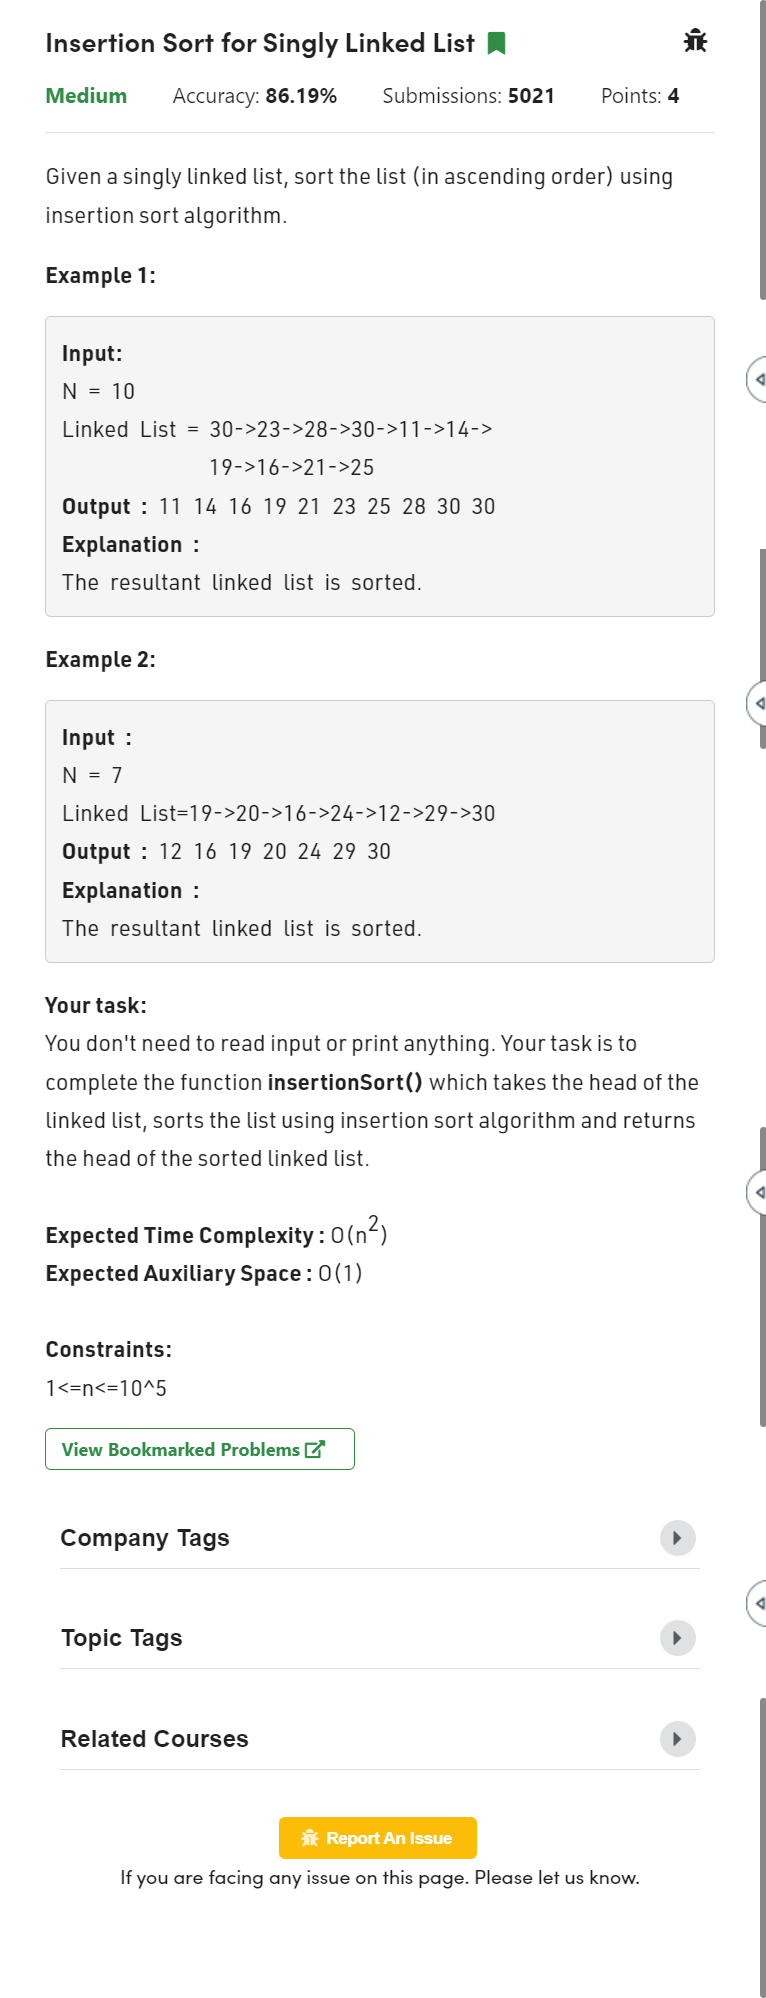 Insertion Sort for Singly Linked List
Medium Accuracy: 86.19% Submissions: 5021 Points: 4
Given a singly linked list, sort the list (in ascending order) using
insertion sort algorithm.
Example 1:
Input:
N = 10
Linked List = 30->23->28->30->11->14->
19->16->21->25
Output : 11 14 16 19 21 23 25 28 30 30
Explanation :
The resultant linked list is sorted.
Example 2:
Input :
N = 7
Linked List=19->20->16->24->12->29->30
Output : 12 16 19 20 24 29 30
Explanation :
The resultant linked list is sorted.
Your task:
You don't need to read input or print anything. Your task is to
complete the function insertionSort() which takes the head of the
linked list, sorts the list using insertion sort algorithm and returns
the head of the sorted linked list.
Expected Time Complexity : O(n²)
Expected Auxiliary Space : O(1)
Constraints:
1<=n<=10^5
View Bookmarked Problems
Company Tags
Topic Tags
Related Courses
Report An Issue
If you are facing any issue on this page. Please let us know.